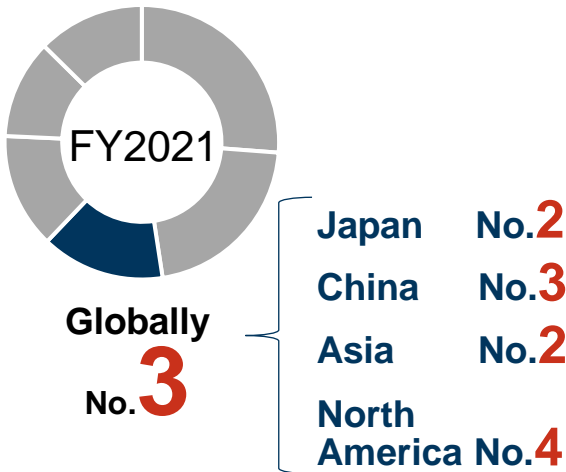 FY2021
Globally
No.3
Japan No.2
China No.3
Asia No.2
North
America No.4